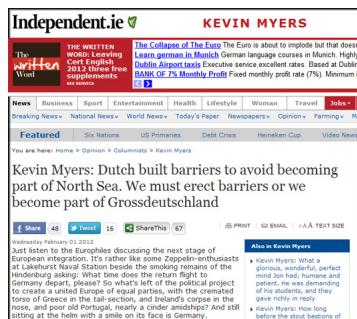 Independent.ie
KEVIN MYERS
The written Word
THE WRITTEN WORD: Leaving Cert English 2012 three free supplements
SEE SERVICE
The Collapse of The Euro The Euro is about to implode but that does
Learn german in Munich German language courses in Munich. Highly
Dublin Airport taxis Executive service,excellent rates. Based at Dublin
BANK OF 7% Monthly Profit Fixed monthly profit rate (7%). Minimum i
News Business Sport Entertainment Health Lifestyle Woman Travel Jobs
Breaking News National News World News Today's Paper Newspapers Opinion Farming M
Featured Six Nations US Primaries Debt Crisis Heineken Cup Video News
You are here: Home > Opinion > Columnists > Kevin Myers
Kevin Myers: Dutch built barriers to avoid becoming
part of North Sea. We must erect barriers or we
become part of Grossdeutschland
Share 48 Tweet 16 ShareThis 67 PRINT EMAIL AAA TEXT SIZE
Wednesday February 01 2012
Just listen to the Europhiles discussing the next stage of
European integration. It's rather like some Zeppelin-enthusiasts
at Lakehurst Naval Station beside the smoking remains of the
Hindenburg asking: What time does the return flight to
Germany depart, please? So what's left of the political project
to create a united Europe of equal parties, with the cremated
torso of Greece in the tail-section, and Ireland's corpse in the
nose, and poor old Portugal, nearly a cinder amidships? And still
sitting at the helm with a smile on its face is Germany.
Also in Kevin Myers
Kevin Myers: What a
glorious, wonderful, perfect
mind Jon had; humane and
patient. He was demanding
of his students, and they
gave richly in reply
Kevin Myers: How long
before the stout bastions of